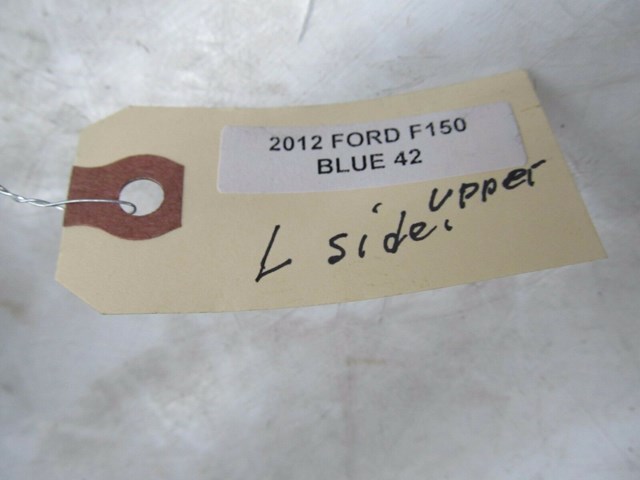 2012 FORD F150
BLUE 42
L side. upper